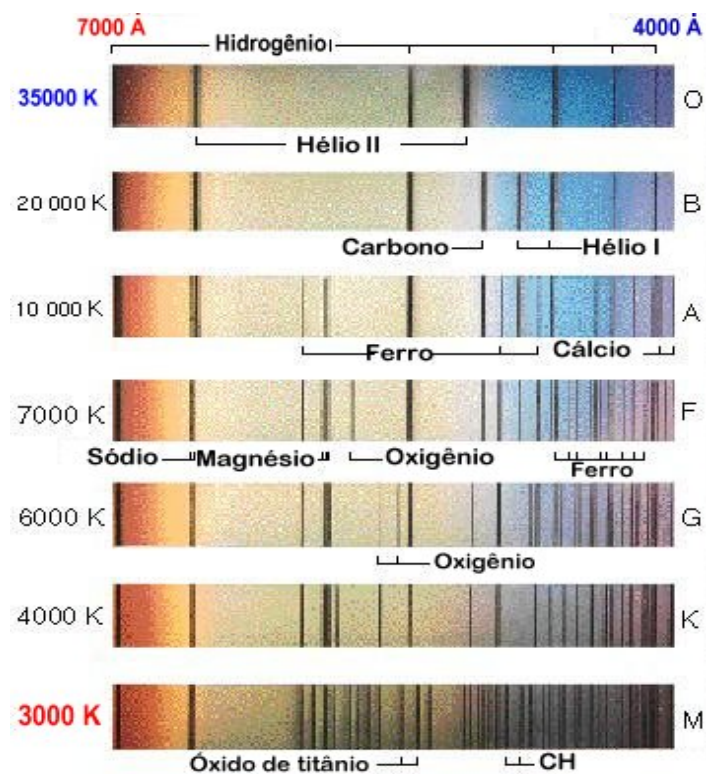 7000 Å 4000 Å
Hidrogênio
35000 K O
Hélio II
20 000 K B
Carbono Hélio I
10 000 K A
Ferro Cálcio
7000 K F
Sódio Magnésio Oxigênio Ferro
6000 K G
Oxigênio
4000 K K
3000 K M
Óxido de titânio CH